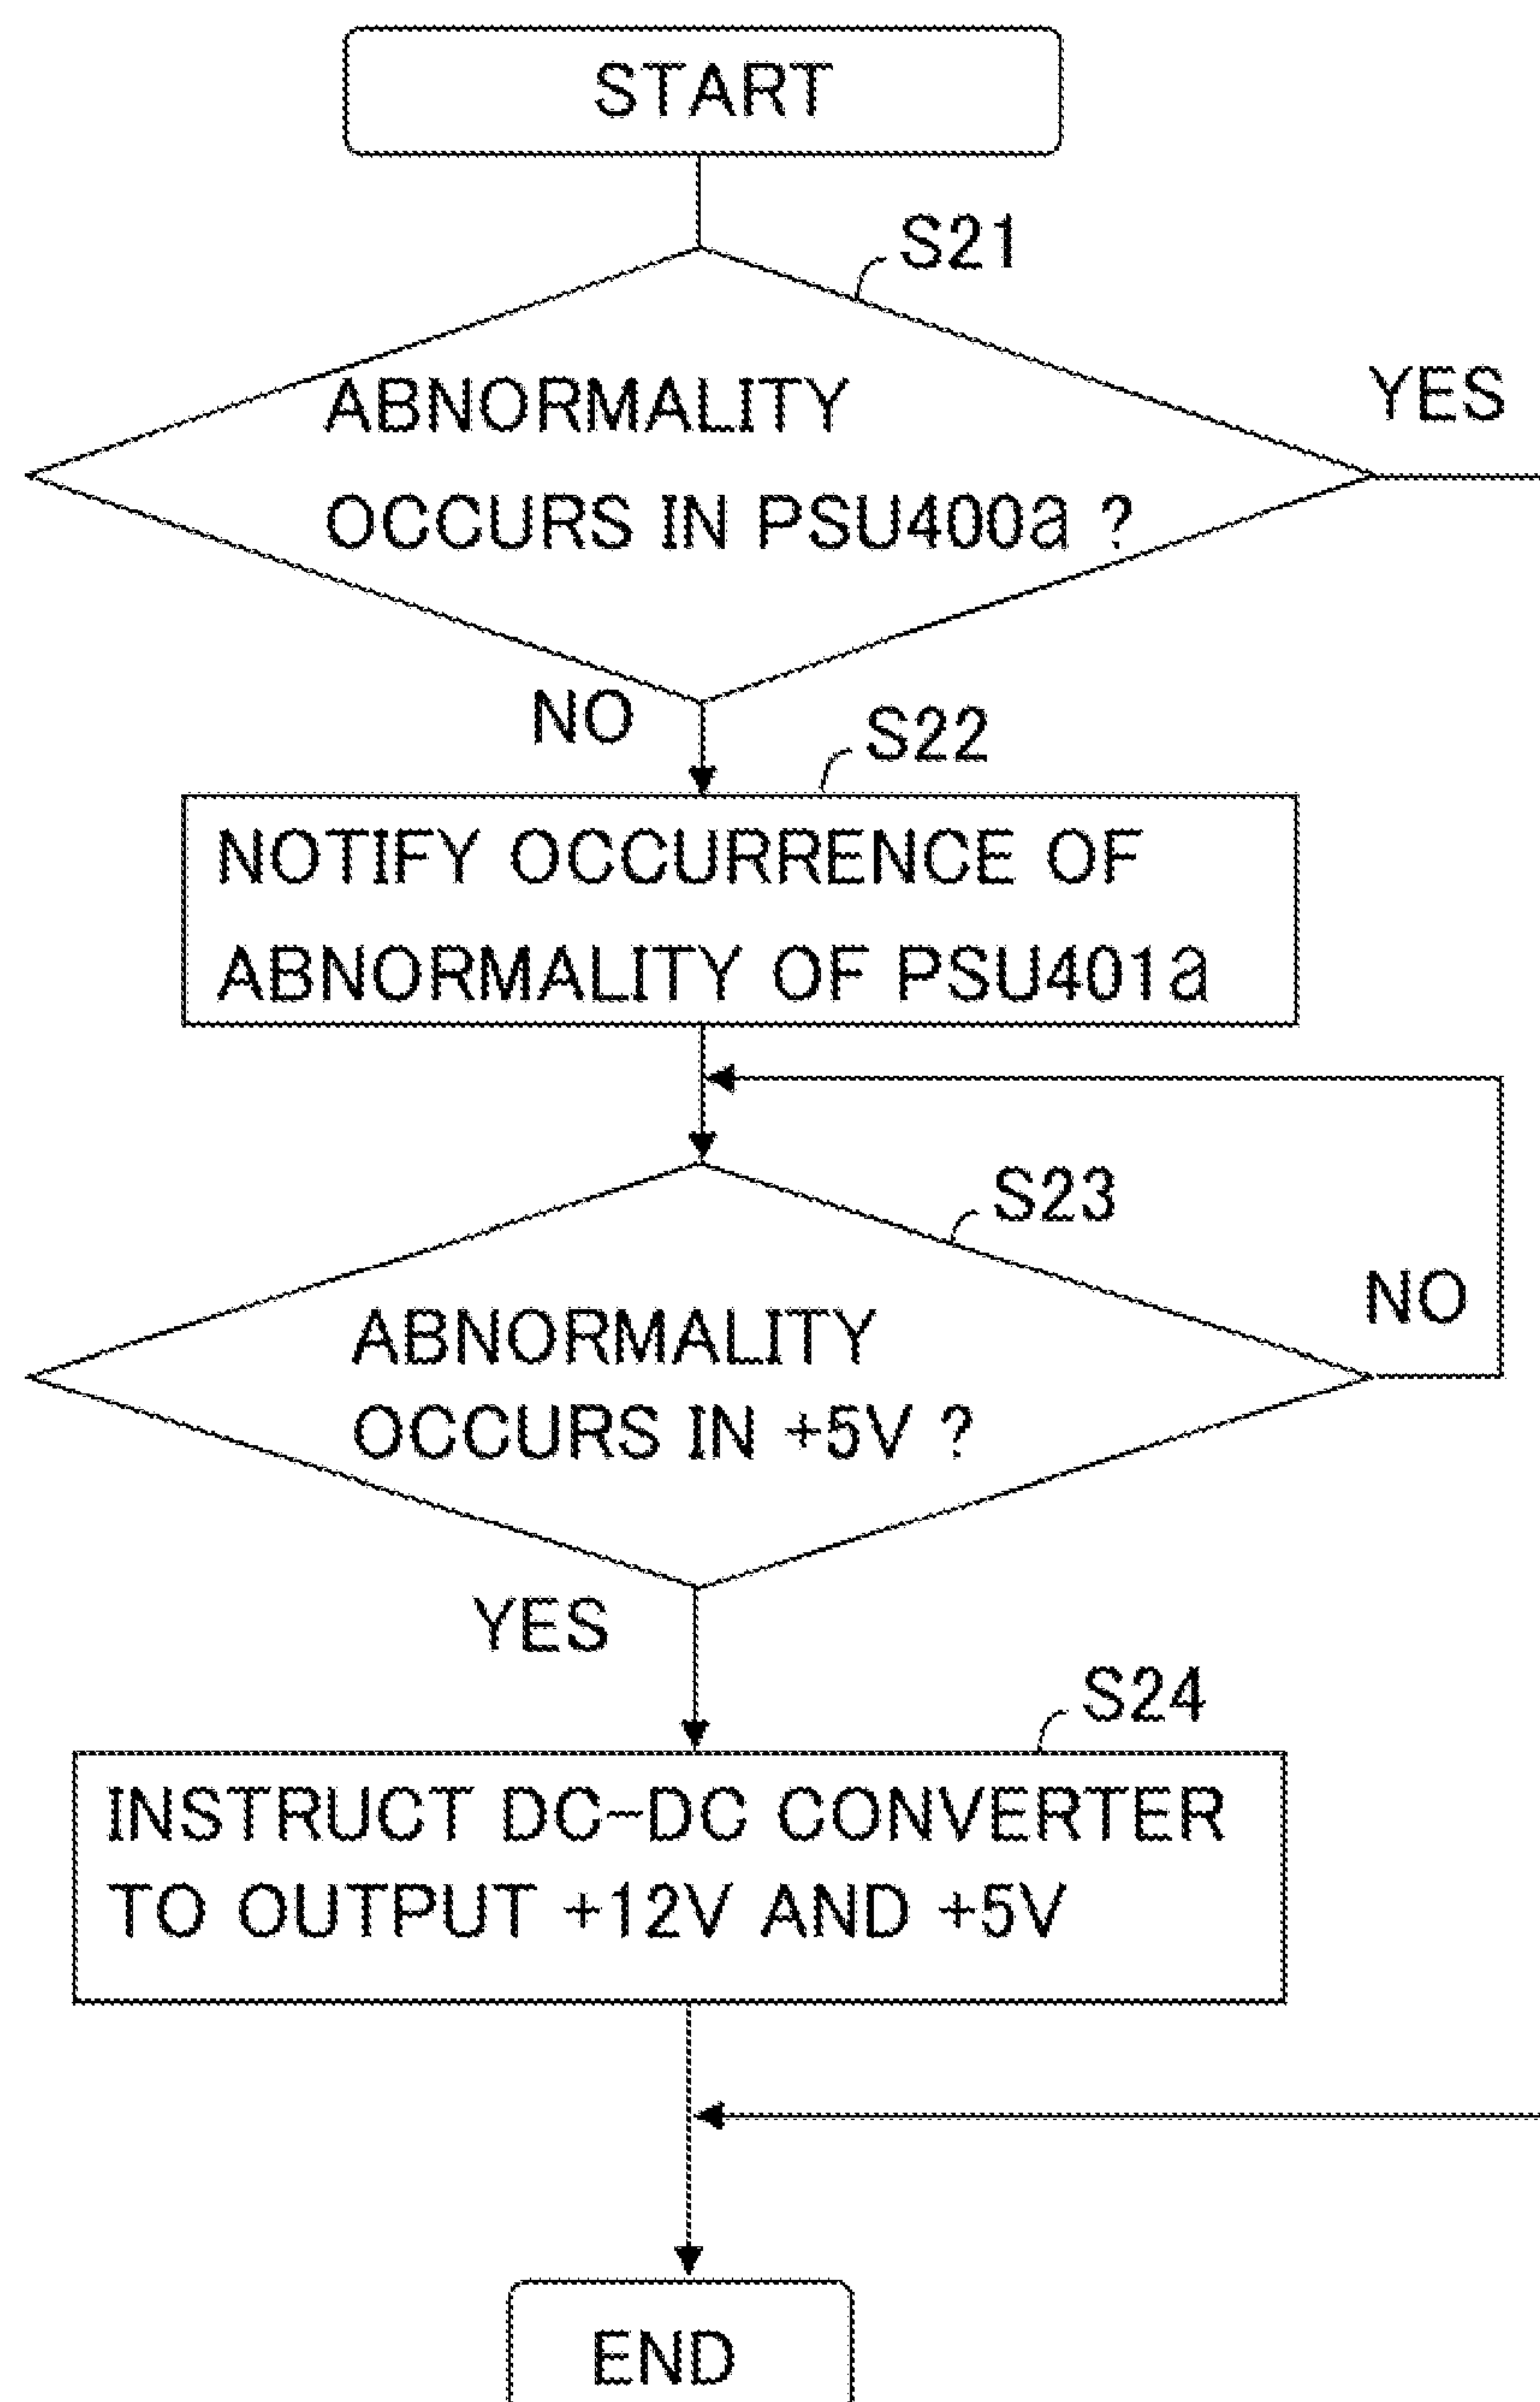 START
S21
ABNORMALITY
OCCURS IN PSU400a ?
YES
NO
S22
NOTIFY OCCURRENCE OF
ABNORMALITY OF PSU401a
S23
ABNORMALITY
OCCURS IN +5V ?
NO
YES
S24
INSTRUCT DC-DC CONVERTER
TO OUTPUT +12V AND +5V
END